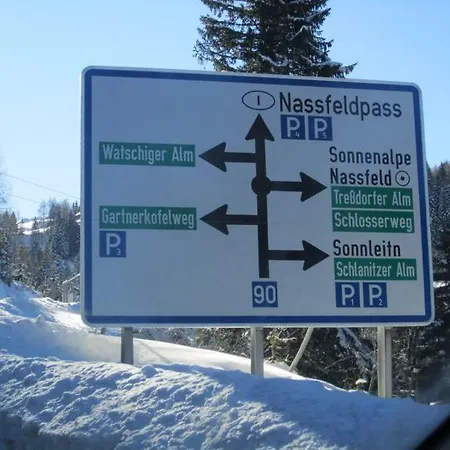 I Nassfeldpass
P4 P5
Watschiger Alm
Sonnenalpe
Nassfeld
Treßdorfer Alm
Schlosserweg
Gartnerkofelweg
P3
Sonnleitn
Schlanitzer Alm
90
P1 P2